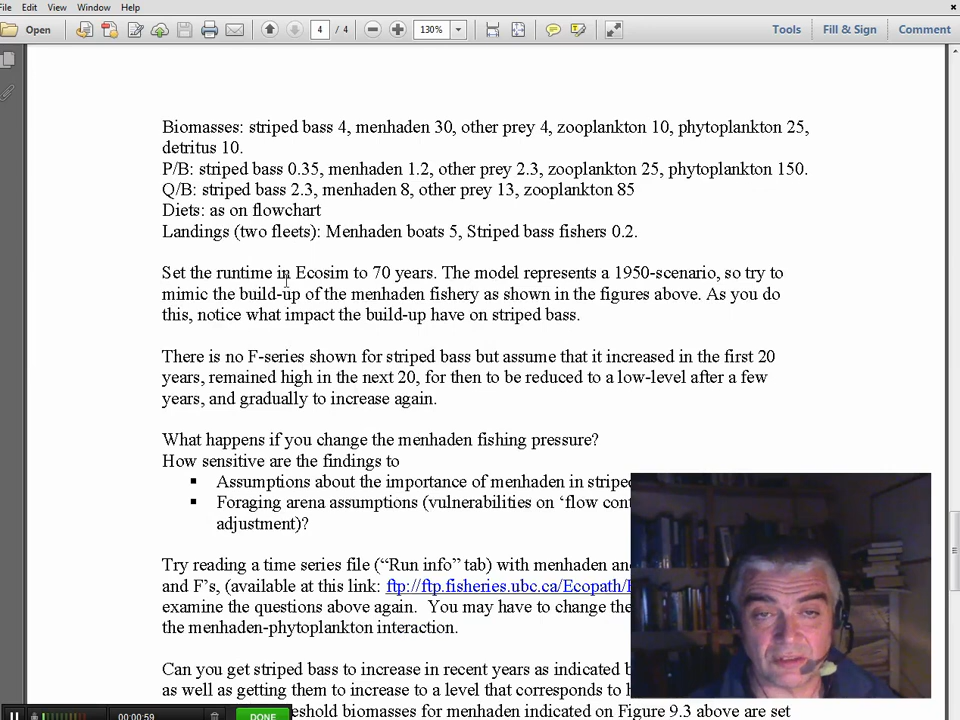 File Edit View Window Help
Open 4 / 4 130% Tools Fill & Sign Comment
Biomasses: striped bass 4, menhaden 30, other prey 4, zooplankton 10, phytoplankton 25,
detritus 10.
P/B: striped bass 0.35, menhaden 1.2, other prey 2.3, zooplankton 25, phytoplankton 150.
Q/B: striped bass 2.3, menhaden 8, other prey 13, zooplankton 85
Diets: as on flowchart
Landings (two fleets): Menhaden boats 5, Striped bass fishers 0.2.
Set the runtime in Ecosim to 70 years. The model represents a 1950-scenario, so try to
mimic the build-up of the menhaden fishery as shown in the figures above. As you do
this, notice what impact the build-up have on striped bass.
There is no F-series shown for striped bass but assume that it increased in the first 20
years, remained high in the next 20, for then to be reduced to a low-level after a few
years, and gradually to increase again.
What happens if you change the menhaden fishing pressure?
How sensitive are the findings to
▪ Assumptions about the importance of menhaden in striped
▪ Foraging arena assumptions (vulnerabilities on ‘flow cont
adjustment)?
Try reading a time series file (“Run info” tab) with menhaden and
and F’s, (available at this link: ftp://ftp.fisheries.ubc.ca/Ecopath/
examine the questions above again. You may have to change the
the menhaden-phytoplankton interaction.
Can you get striped bass to increase in recent years as indicated
as well as getting them to increase to a level that corresponds to
eshold biomasses for menhaden indicated on Figure 9.3 above are set
00:00:59 DONE